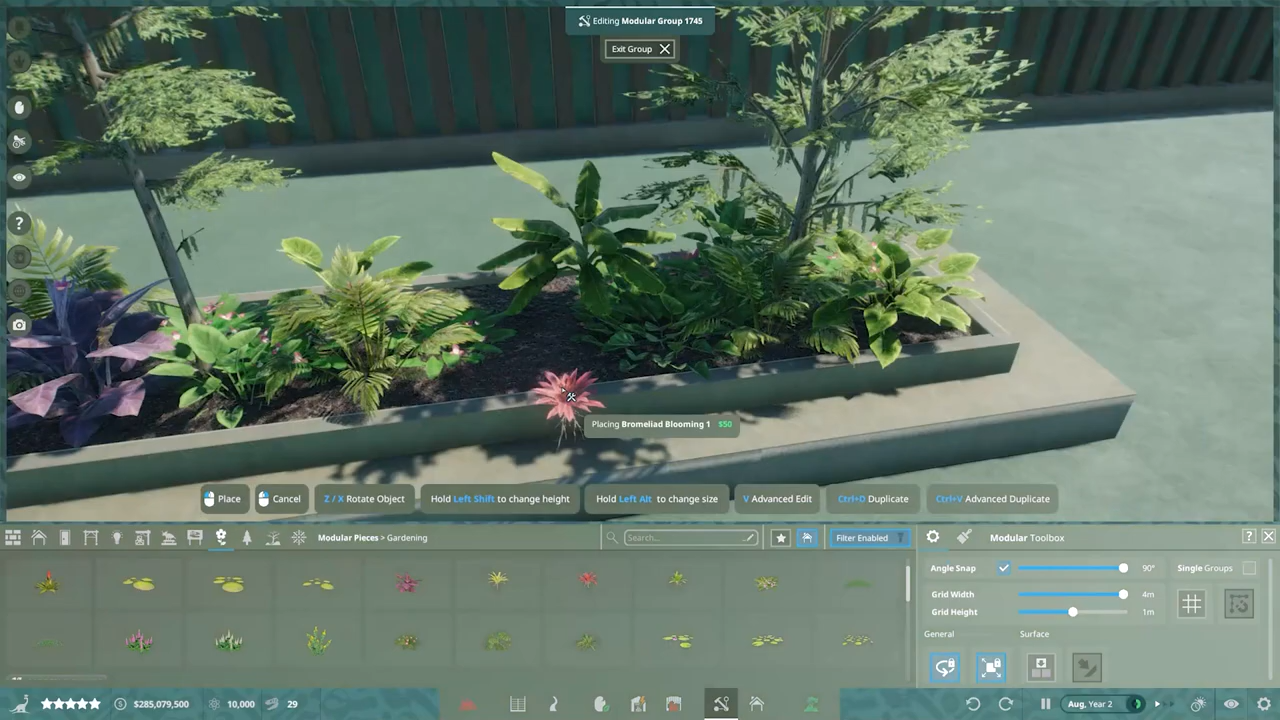 Editing Modular Group 1745
Exit Group
?
Placing Bromeliad Blooming 1 $50
Place
Cancel
Z / X Rotate Object
Hold Left Shift to change height
Hold Left Alt to change size
V Advanced Edit
Ctrl+D Duplicate
Ctrl+V Advanced Duplicate
Modular Pieces > Gardening
Search...
Filter Enabled
Modular Toolbox
?
Angle Snap
90°
Single Groups
Grid Width
4m
Grid Height
1m
General
Surface
$285,079,500
10,000
29
Aug, Year 2